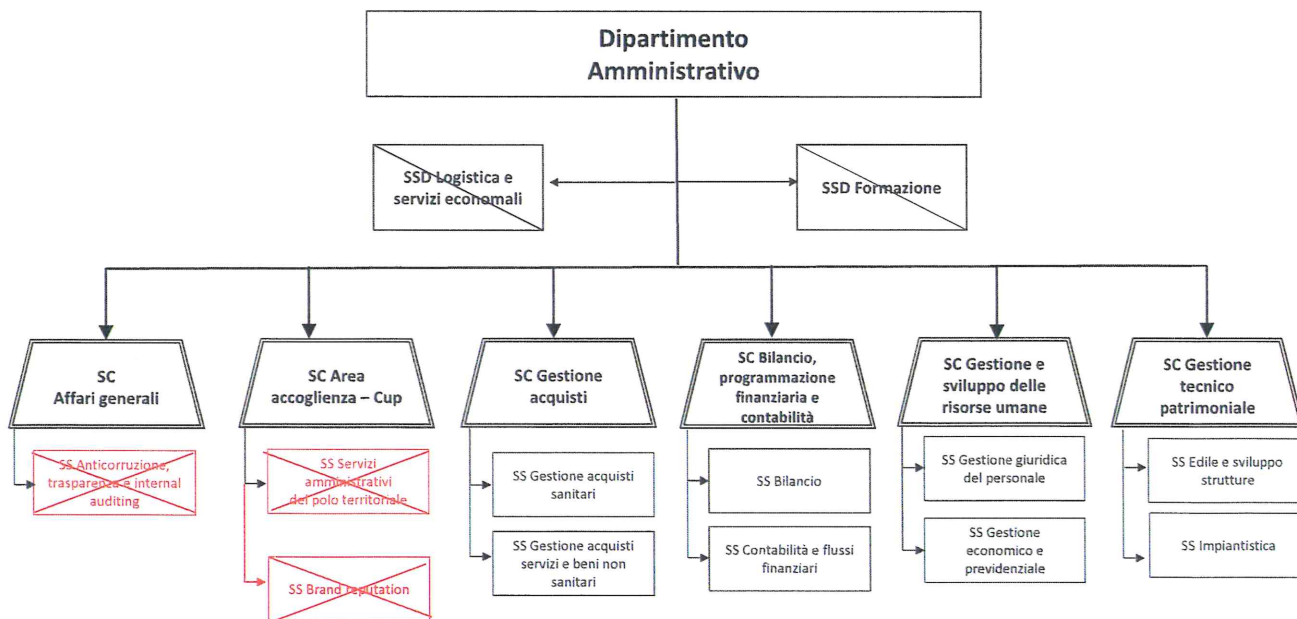 Dipartimento
Amministrativo
SSD Logistica e
servizi economali
SSD Formazione
SC
Affari generali
SC Area
accoglienza – Cup
SC Gestione
acquisti
SC Bilancio,
programmazione
finanziaria e
contabilità
SC Gestione e
sviluppo delle
risorse umane
SC Gestione
tecnico
patrimoniale
SS Anticorruzione,
trasparenza e internal
auditing
SS Servizi
amministrativi
del polo territoriale
SS Brand reputation
SS Gestione acquisti
sanitari
SS Gestione acquisti
servizi e beni non
sanitari
SS Bilancio
SS Contabilità e flussi
finanziari
SS Gestione giuridica
del personale
SS Gestione
economico e
previdenziale
SS Edile e sviluppo
strutture
SS Impiantistica